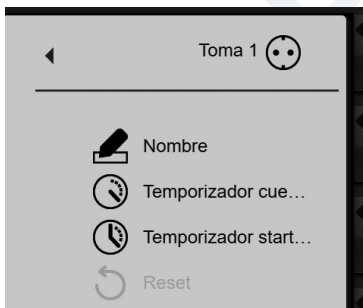 Toma 1
Nombre
Temporizador cue…
Temporizador start…
Reset